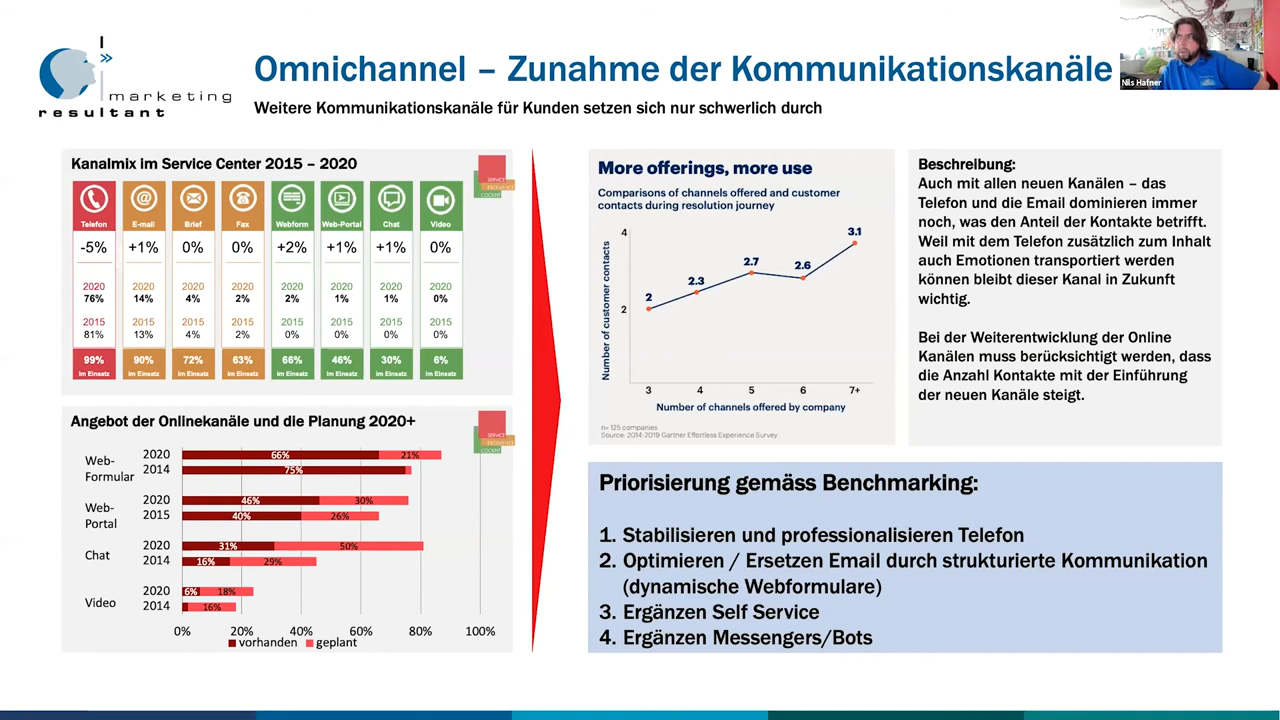 Omnichannel – Zunahme der Kommunikationskanäle
Weitere Kommunikationskanäle für Kunden setzen sich nur schwerlich durch
marketing
resultant
Nils Hafner
Kanalmix im Service Center 2015 – 2020
SERVICE
EXCELLENCE
COCKPIT
Telefon E-mail Brief Fax Webform Web-Portal Chat Video
-5% +1% 0% 0% +2% +1% +1% 0%
2020 2020 2020 2020 2020 2020 2020 2020
76% 14% 4% 2% 2% 1% 1% 0%
2015 2015 2015 2015 2015 2015 2015 2015
81% 13% 4% 2% 0% 0% 0% 0%
99% 90% 72% 63% 66% 46% 30% 6%
im Einsatz im Einsatz im Einsatz im Einsatz im Einsatz im Einsatz im Einsatz im Einsatz
Angebot der Onlinekanäle und die Planung 2020+
SERVICE
EXCELLENCE
COCKPIT
Web-
Formular
2020 66% 21%
2014 75%
Web-
Portal
2020 46% 30%
2015 40% 26%
Chat
2020 31% 50%
2014 16% 29%
Video
2020 6% 18%
2014 16%
0% 20% 40% 60% 80% 100%
vorhanden geplant
More offerings, more use
Comparisons of channels offered and customer
contacts during resolution journey
Number of customer contacts
4
2
2 2.3 2.7 2.6 3.1
3 4 5 6 7+
Number of channels offered by company
n= 125 companies
Source: 2014-2019 Gartner Effortless Experience Survey
Beschreibung:
Auch mit allen neuen Kanälen – das
Telefon und die Email dominieren immer
noch, was den Anteil der Kontakte betrifft.
Weil mit dem Telefon zusätzlich zum Inhalt
auch Emotionen transportiert werden
können bleibt dieser Kanal in Zukunft
wichtig.
Bei der Weiterentwicklung der Online
Kanälen muss berücksichtigt werden, dass
die Anzahl Kontakte mit der Einführung
der neuen Kanäle steigt.
Priorisierung gemäss Benchmarking:
1. Stabilisieren und professionalisieren Telefon
2. Optimieren / Ersetzen Email durch strukturierte Kommunikation
(dynamische Webformulare)
3. Ergänzen Self Service
4. Ergänzen Messengers/Bots